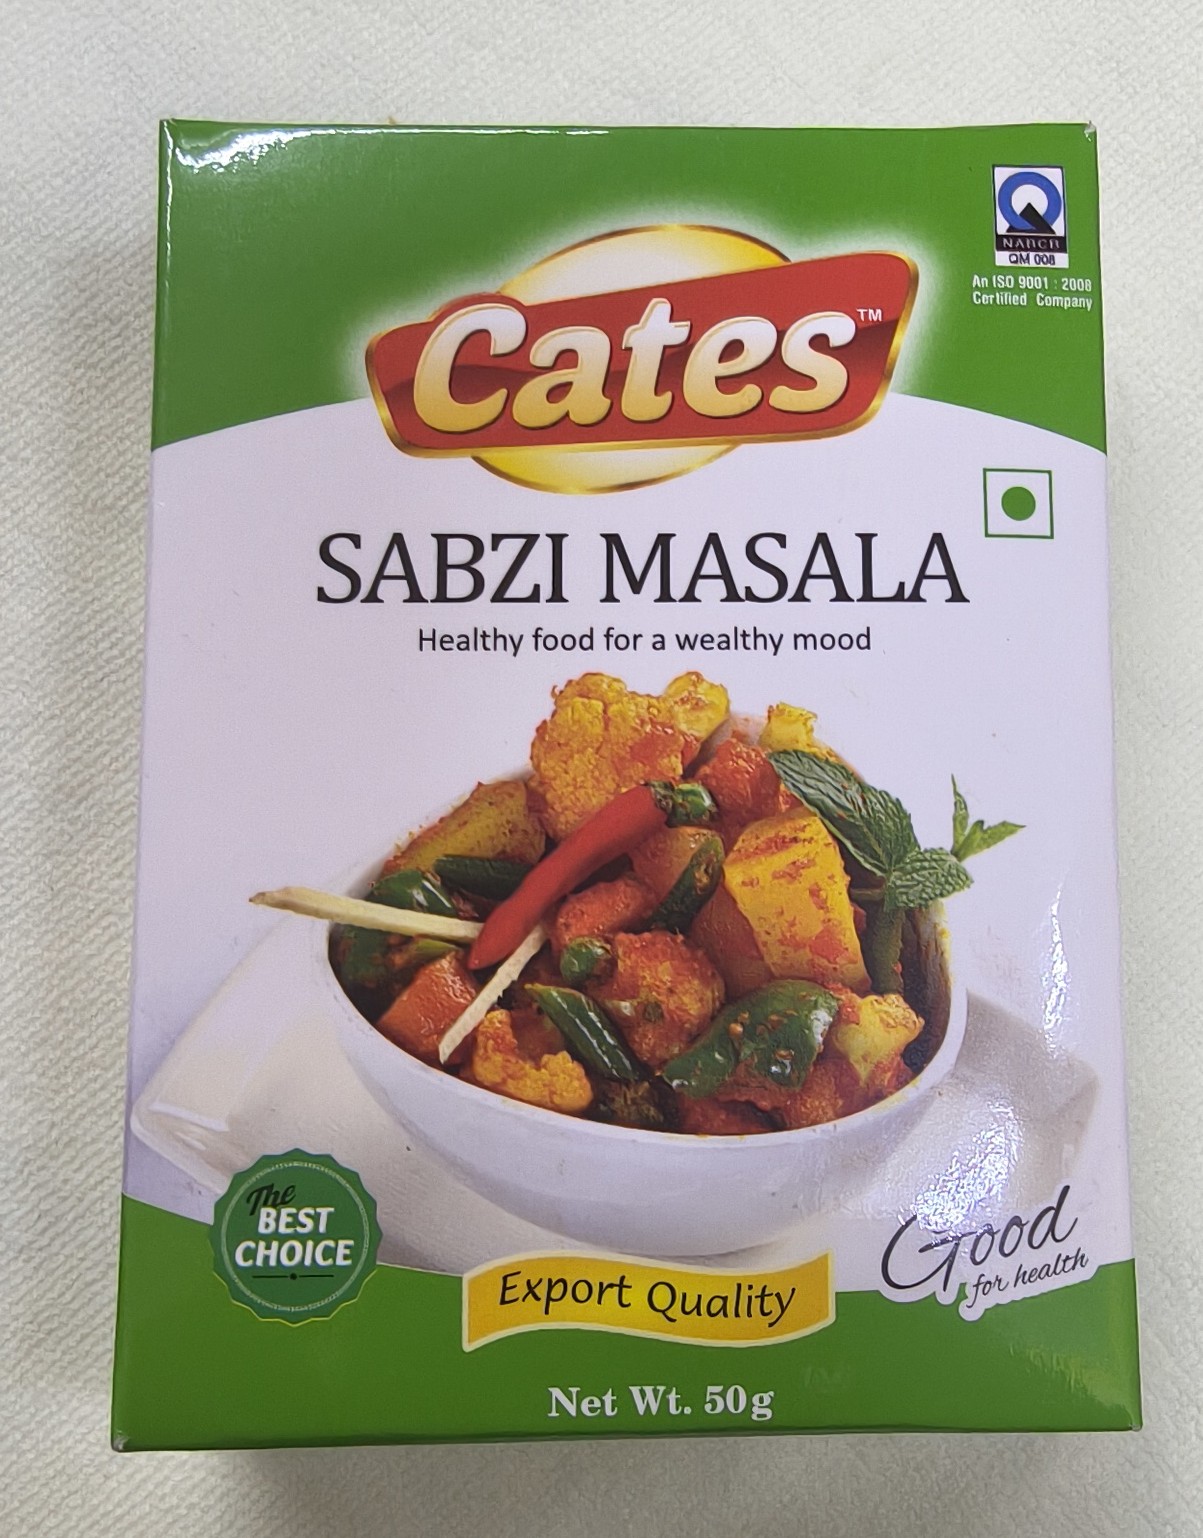 NABCB
QM 008
An ISO 9001 : 2008
Certified Company
Cates™
SABZI MASALA
Healthy food for a wealthy mood
The
BEST
CHOICE
Export Quality
Good
for health
Net Wt. 50g